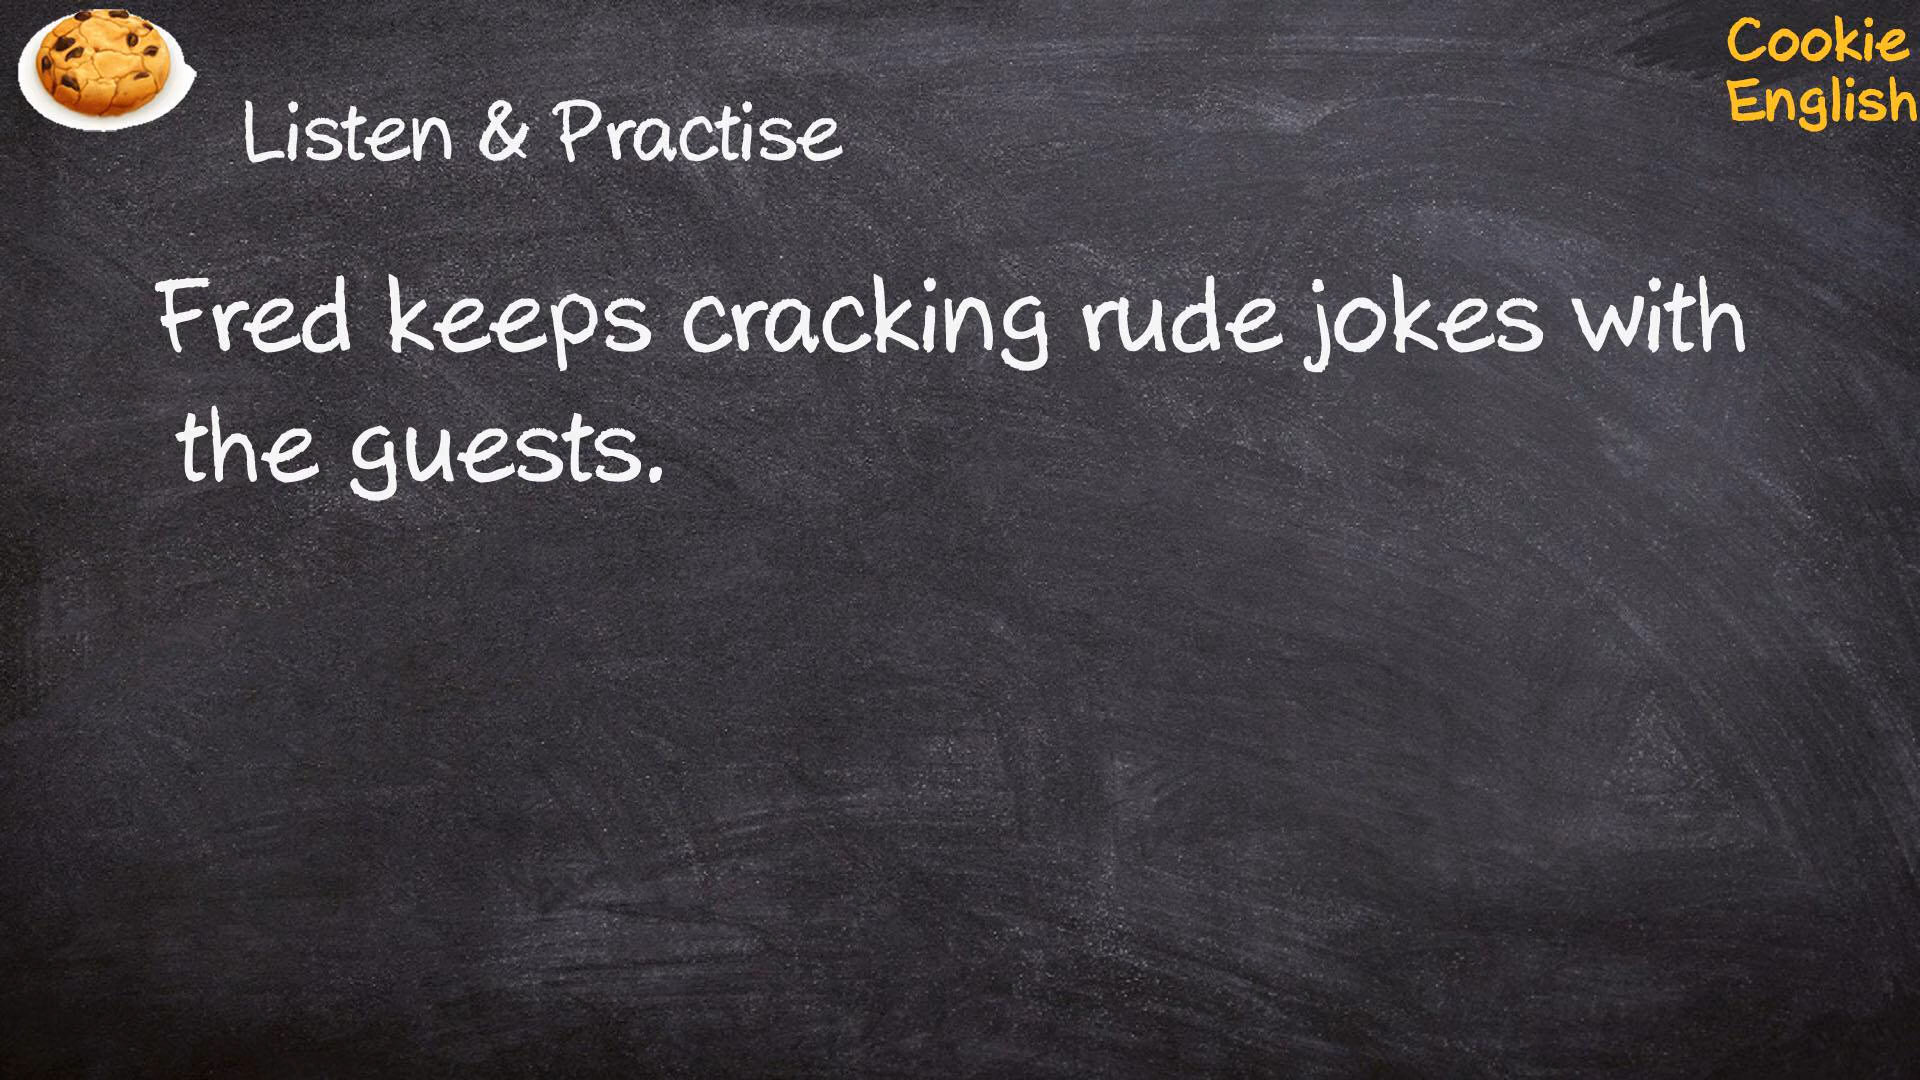 Cookie
English
Listen & Practise
Fred keeps cracking rude jokes with
the guests.